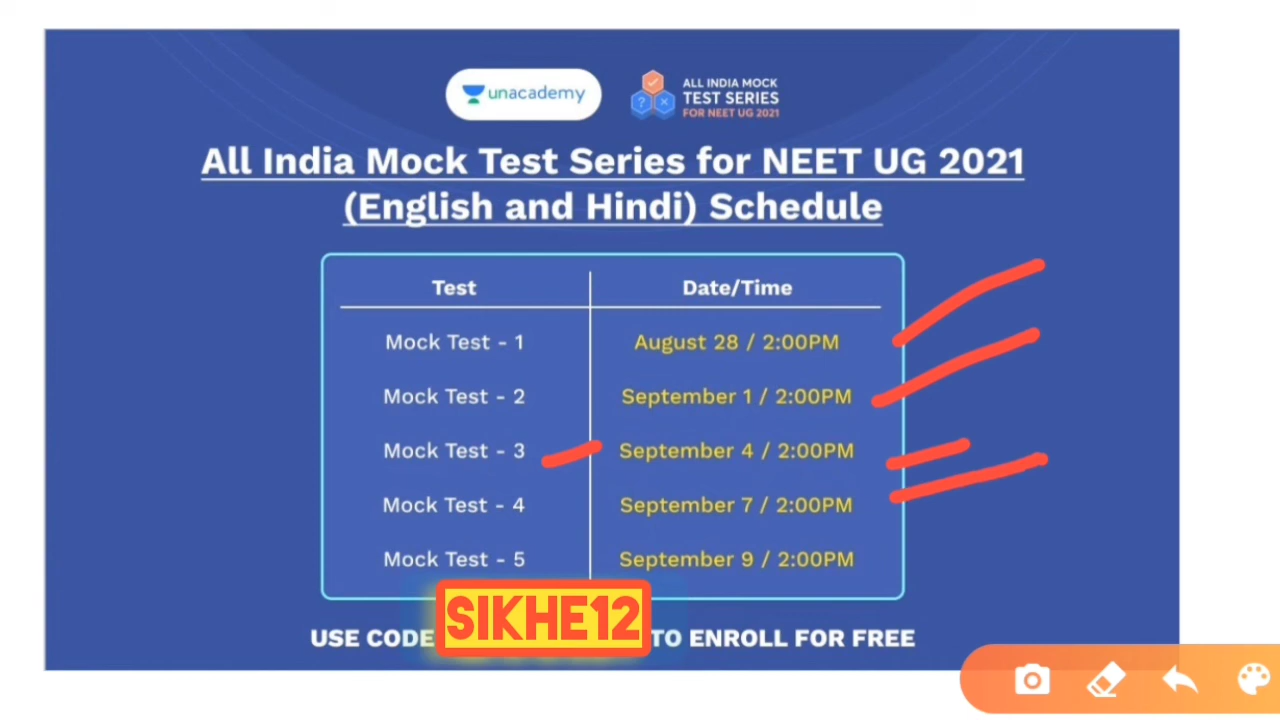 unacademy
ALL INDIA MOCK
TEST SERIES
FOR NEET UG 2021
All India Mock Test Series for NEET UG 2021
(English and Hindi) Schedule
Test Date/Time
Mock Test - 1 August 28 / 2:00PM
Mock Test - 2 September 1 / 2:00PM
Mock Test - 3 September 4 / 2:00PM
Mock Test - 4 September 7 / 2:00PM
Mock Test - 5 September 9 / 2:00PM
USE CODE SIKHE12 TO ENROLL FOR FREE